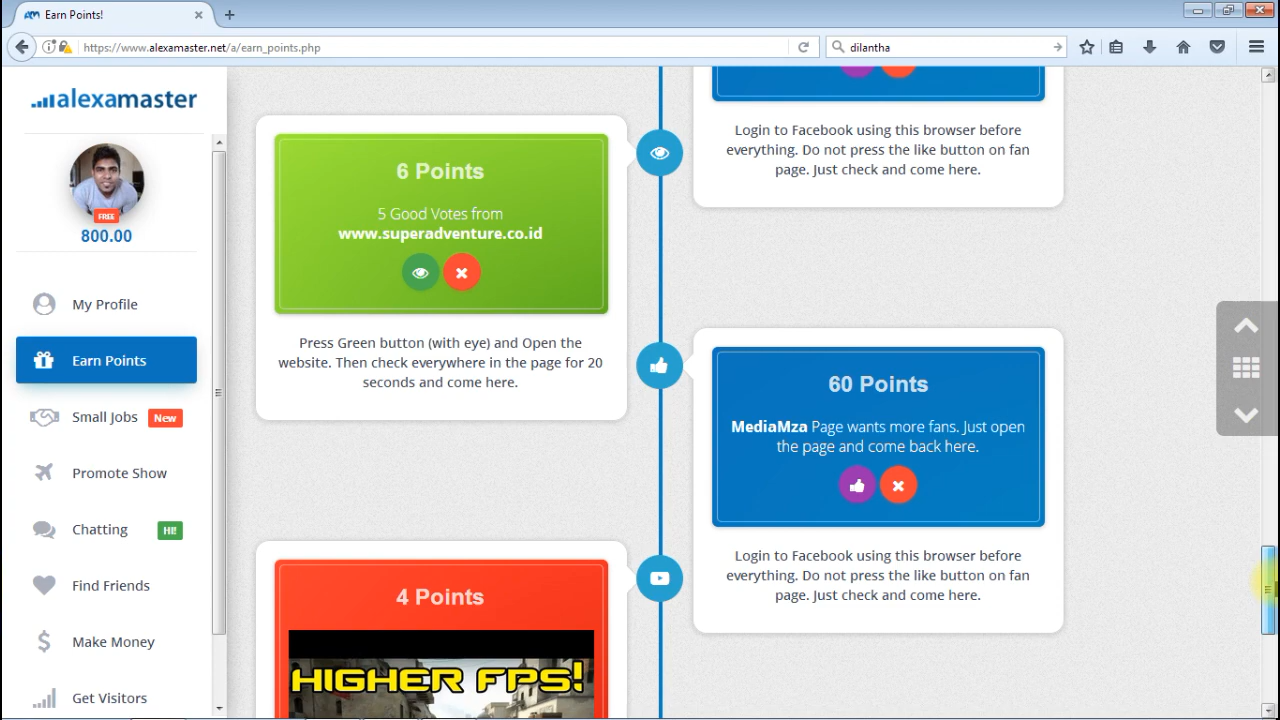 Earn Points!
https://www.alexamaster.net/a/earn_points.php
dilantha
alexamaster
FREE
800.00
My Profile
Earn Points
Small Jobs New
Promote Show
Chatting HI!
Find Friends
Make Money
Get Visitors
6 Points
5 Good Votes from
www.superadventure.co.id
Press Green button (with eye) and Open the
website. Then check everywhere in the page for 20
seconds and come here.
4 Points
HIGHER FPS!
Login to Facebook using this browser before
everything. Do not press the like button on fan
page. Just check and come here.
60 Points
MediaMza Page wants more fans. Just open
the page and come back here.
Login to Facebook using this browser before
everything. Do not press the like button on fan
page. Just check and come here.